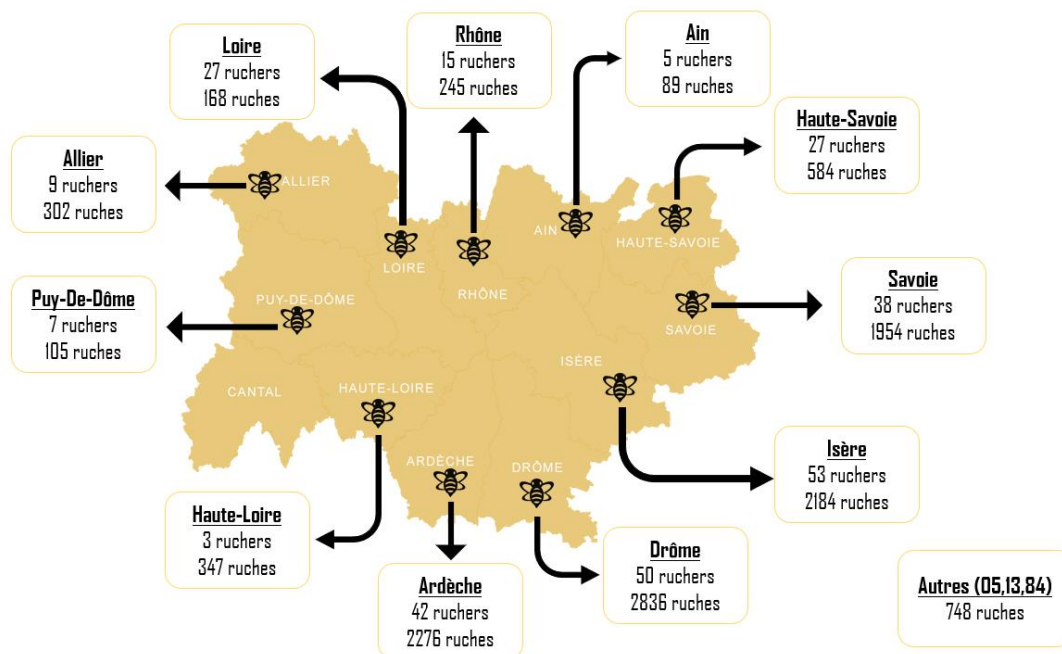 Loire
27 ruchers
168 ruches
Rhône
15 ruchers
245 ruches
Ain
5 ruchers
89 ruches
Haute-Savoie
27 ruchers
584 ruches
Allier
9 ruchers
302 ruches
ALLIER
AIN
HAUTE-SAVOIE
LOIRE
RHÔNE
Puy-De-Dôme
7 ruchers
105 ruches
PUY-DE-DÔME
SAVOIE
Savoie
38 ruchers
1954 ruches
CANTAL
HAUTE-LOIRE
ISÈRE
ARDÈCHE
DRÔME
Isère
53 ruchers
2184 ruches
Haute-Loire
3 ruchers
347 ruches
Ardèche
42 ruchers
2276 ruches
Drôme
50 ruchers
2836 ruches
Autres (05,13,84)
748 ruches